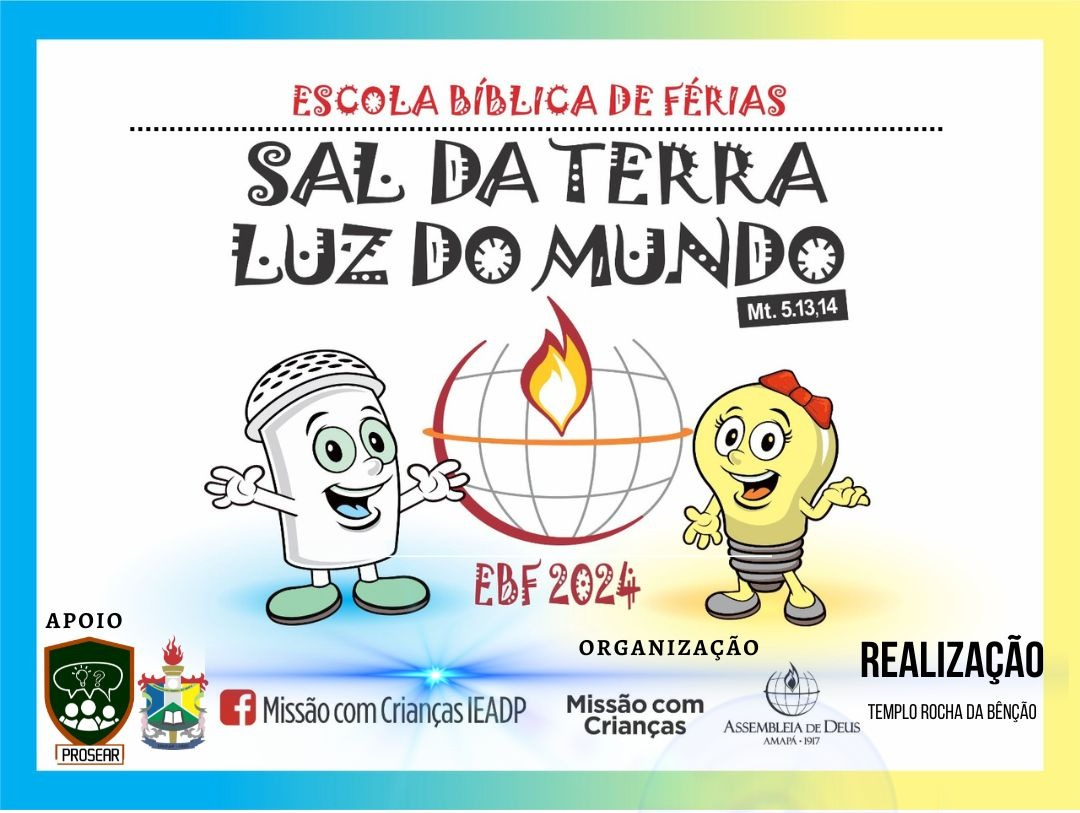 ESCOLA BÍBLICA DE FÉRIAS
SAL DA TERRA
LUZ DO MUNDO
Mt. 5.13,14
EBF 2024
APOIO
PROSEAR
Missão com Crianças IEADP
ORGANIZAÇÃO
Missão com
Crianças
ASSEMBLEIA DE DEUS
AMAPÁ · 1917
REALIZAÇÃO
TEMPLO ROCHA DA BÊNÇÃO